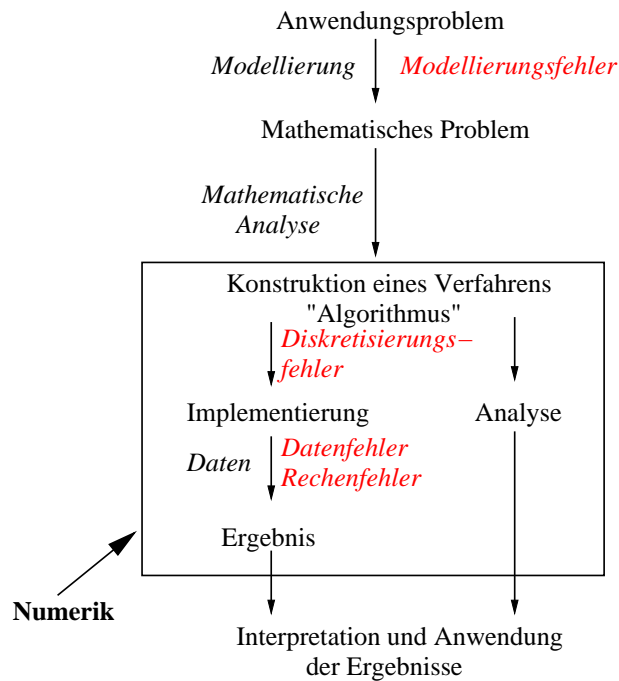 Anwendungsproblem
Modellierung
Modellierungsfehler
Mathematisches Problem
Mathematische
Analyse
Konstruktion eines Verfahrens
"Algorithmus"
Diskretisierungs–
fehler
Implementierung
Analyse
Daten
Datenfehler
Rechenfehler
Ergebnis
Numerik
Interpretation und Anwendung
der Ergebnisse